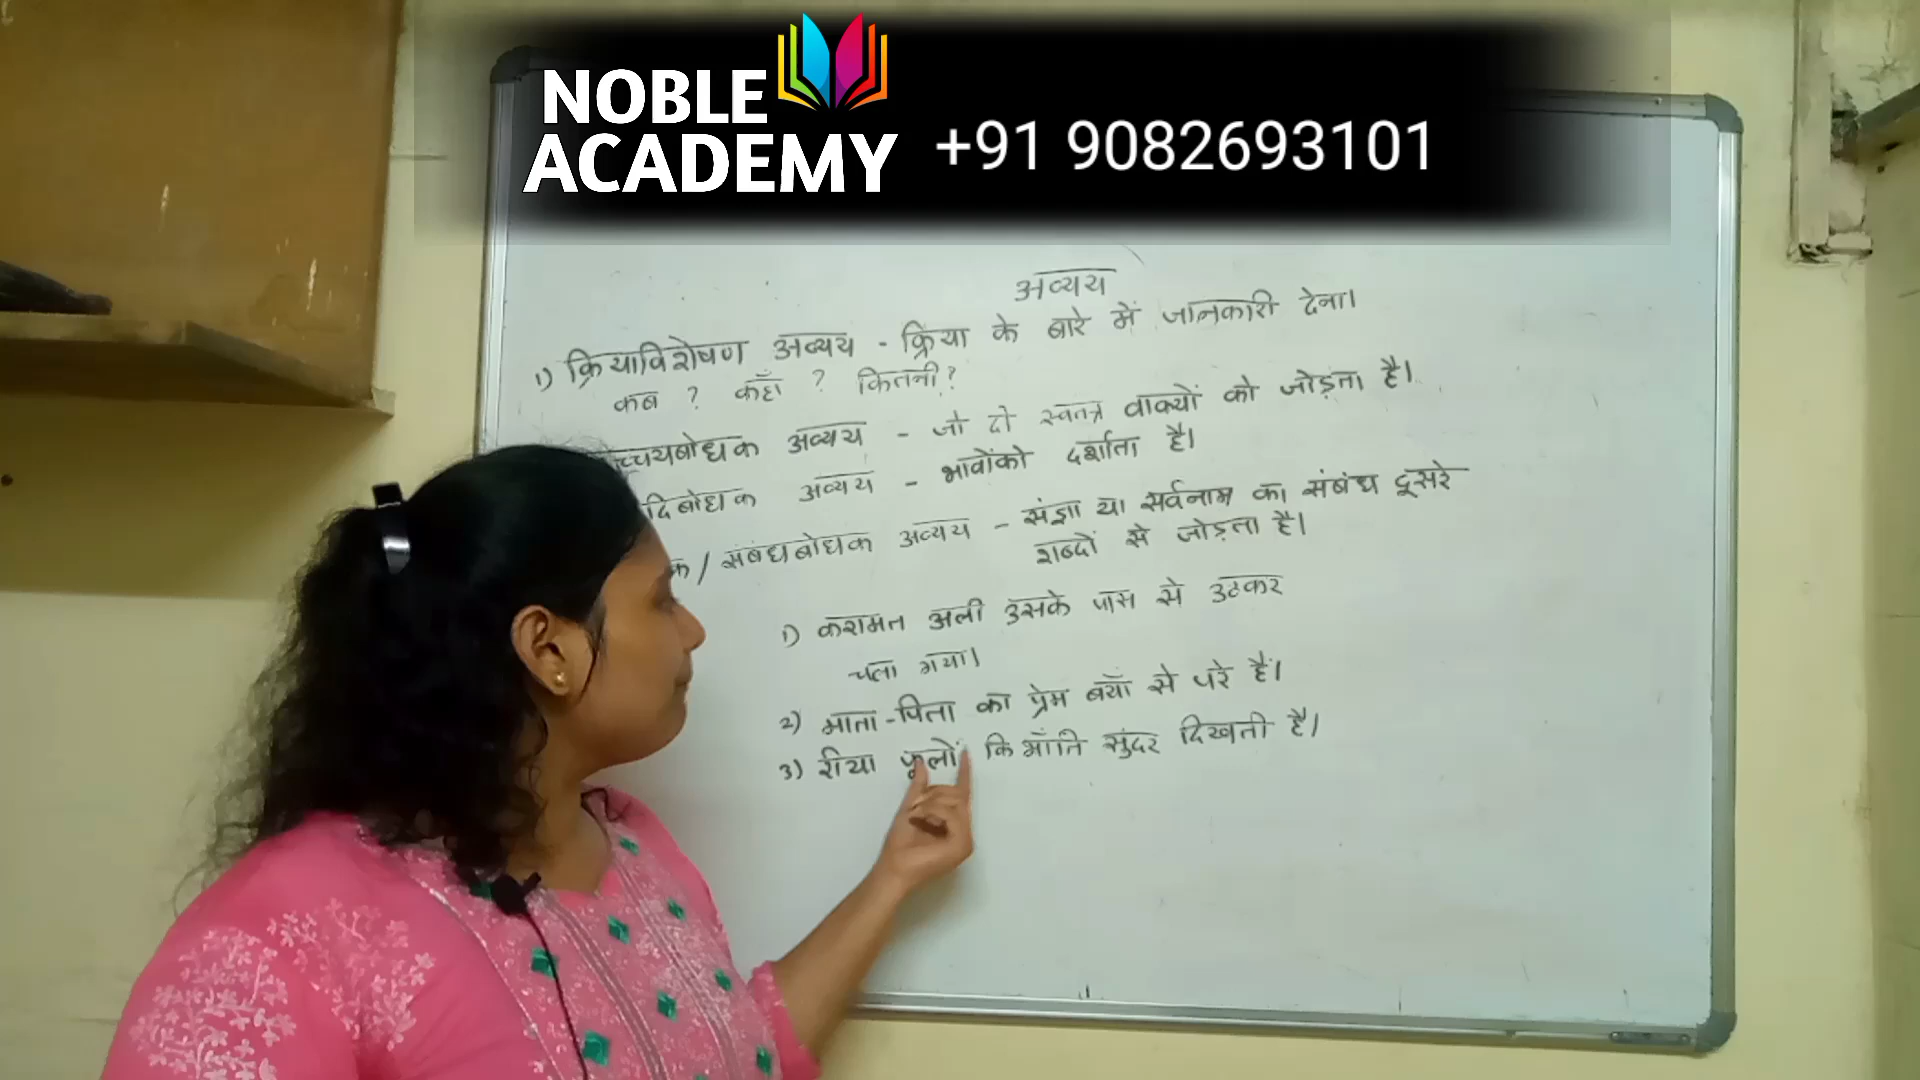 NOBLE
ACADEMY
+91 9082693101
अव्यय
1) क्रियाविशेषण अव्यय - क्रिया के बारे में जानकारी देना।
कब ? कहाँ ? कितनी?
च्चयबोधक अव्यय - जो दो स्वतंत्र वाक्यों को जोड़ता है।
दिबोधक अव्यय - भावोंको दर्शाता है।
क / संबंधबोधक अव्यय - संज्ञा या सर्वनाम का संबंध दूसरे
शब्दों से जोड़ता है।
1) करामत अली उसके पास से उठकर
चला गया।
2) माता-पिता का प्रेम बयाँ से परे है।
3) रीया फूलों कि भाँति सुंदर दिखती है।